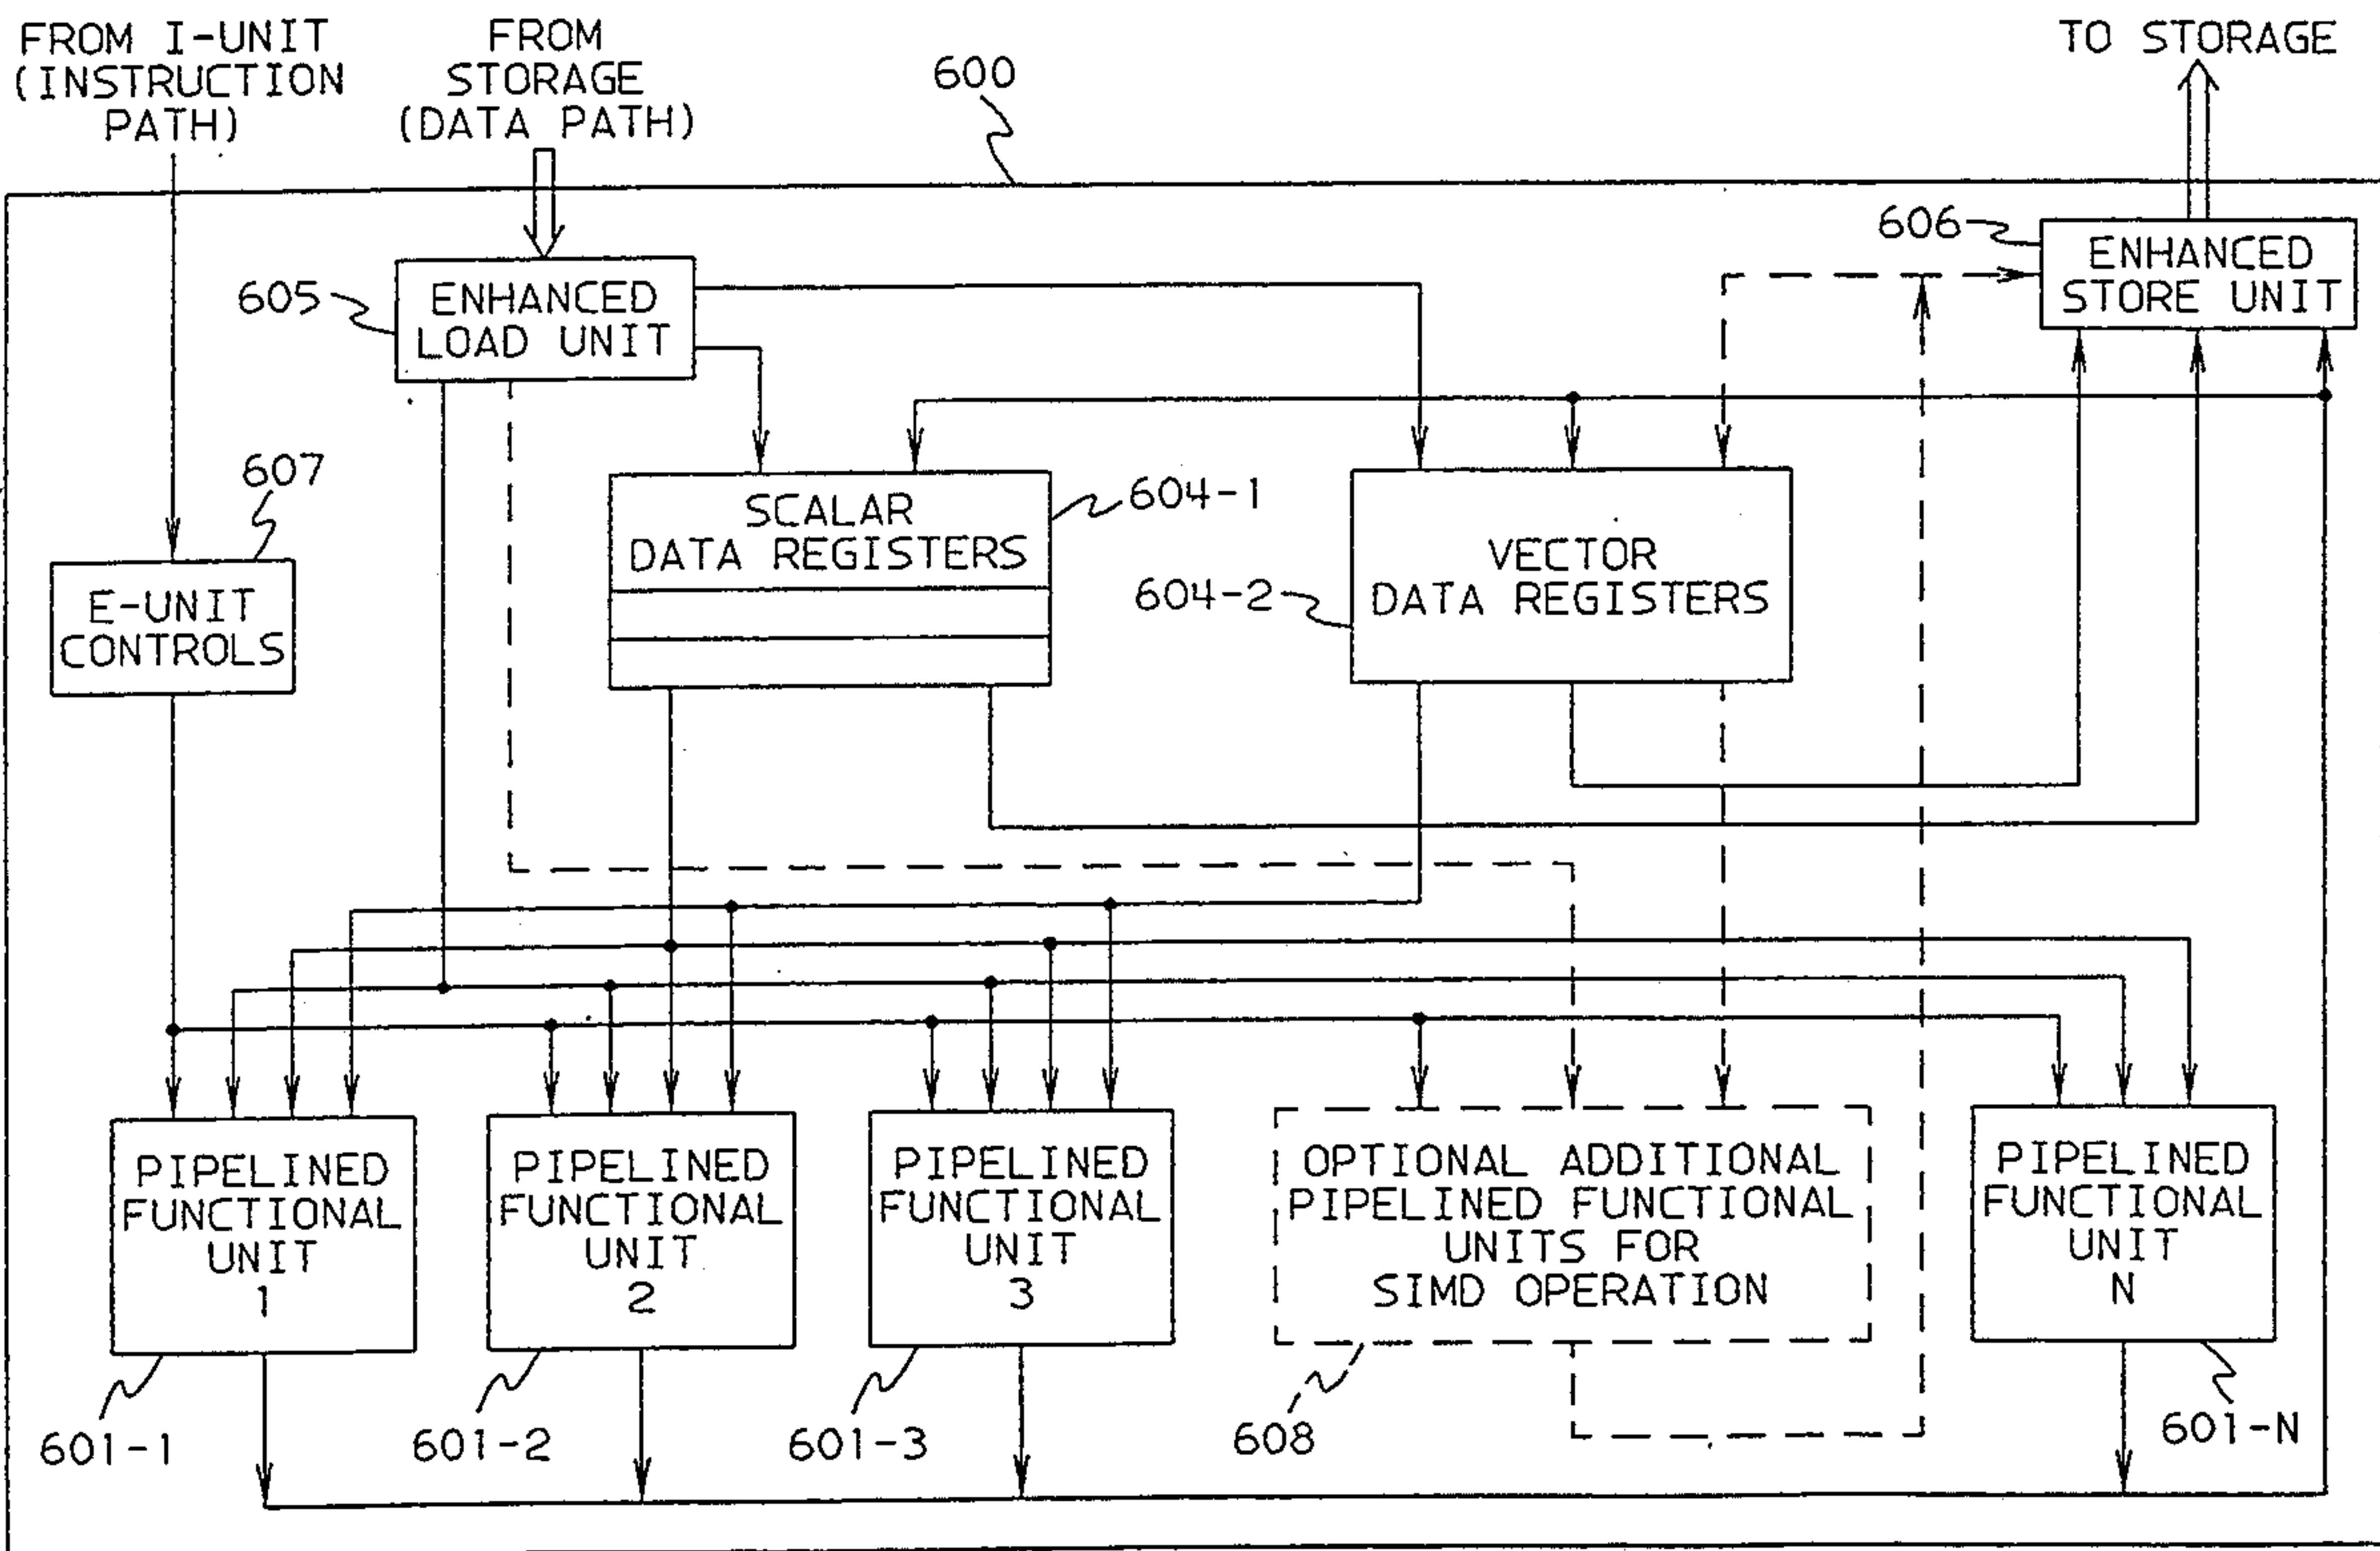 FROM I-UNIT
(INSTRUCTION
PATH)
FROM
STORAGE
(DATA PATH)
600
TO STORAGE
606
ENHANCED
STORE UNIT
605
ENHANCED
LOAD UNIT
607
SCALAR
DATA REGISTERS
604-1
VECTOR
DATA REGISTERS
604-2
E-UNIT
CONTROLS
PIPELINED
FUNCTIONAL
UNIT
1
PIPELINED
FUNCTIONAL
UNIT
2
PIPELINED
FUNCTIONAL
UNIT
3
OPTIONAL ADDITIONAL
PIPELINED FUNCTIONAL
UNITS FOR
SIMD OPERATION
PIPELINED
FUNCTIONAL
UNIT
N
601-1
601-2
601-3
608
601-N